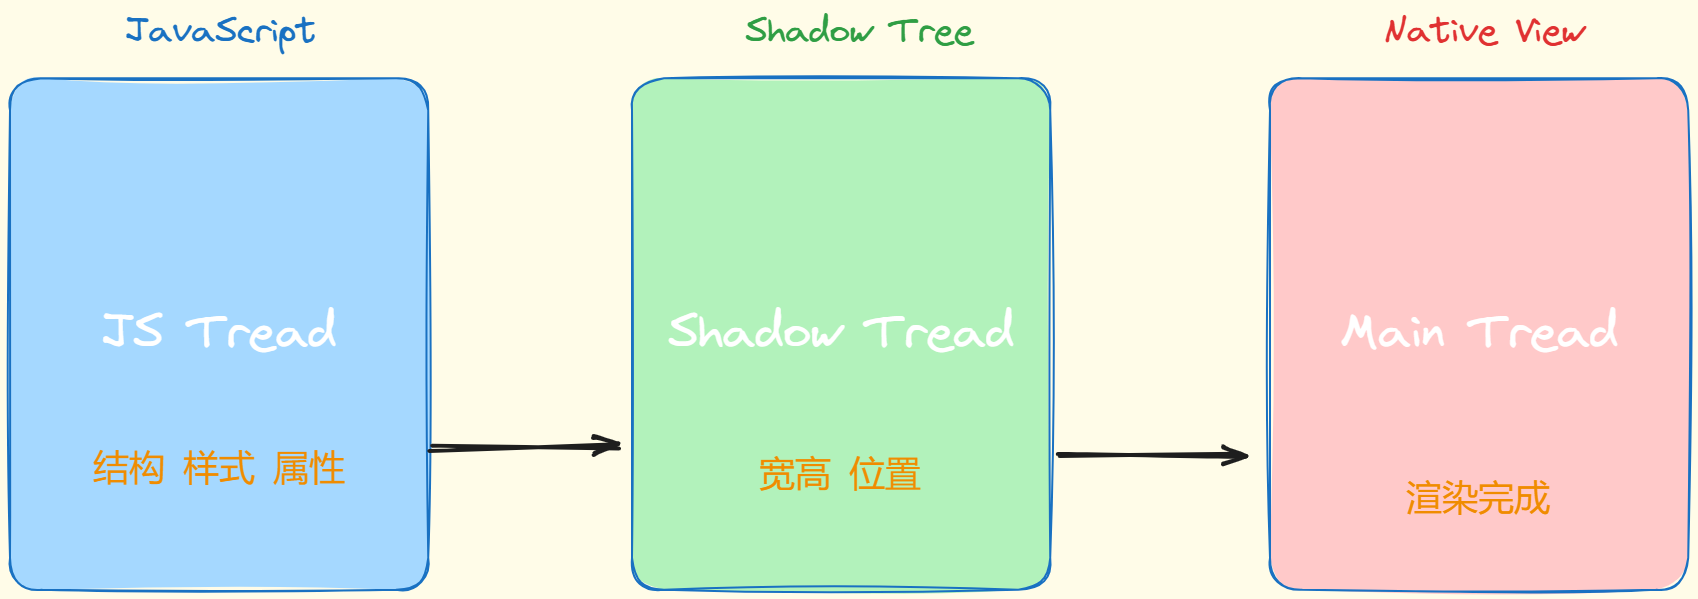 JavaScript
Shadow Tree
Native View
JS Tread
Shadow Tread
Main Tread
结构 样式 属性
宽高 位置
渲染完成